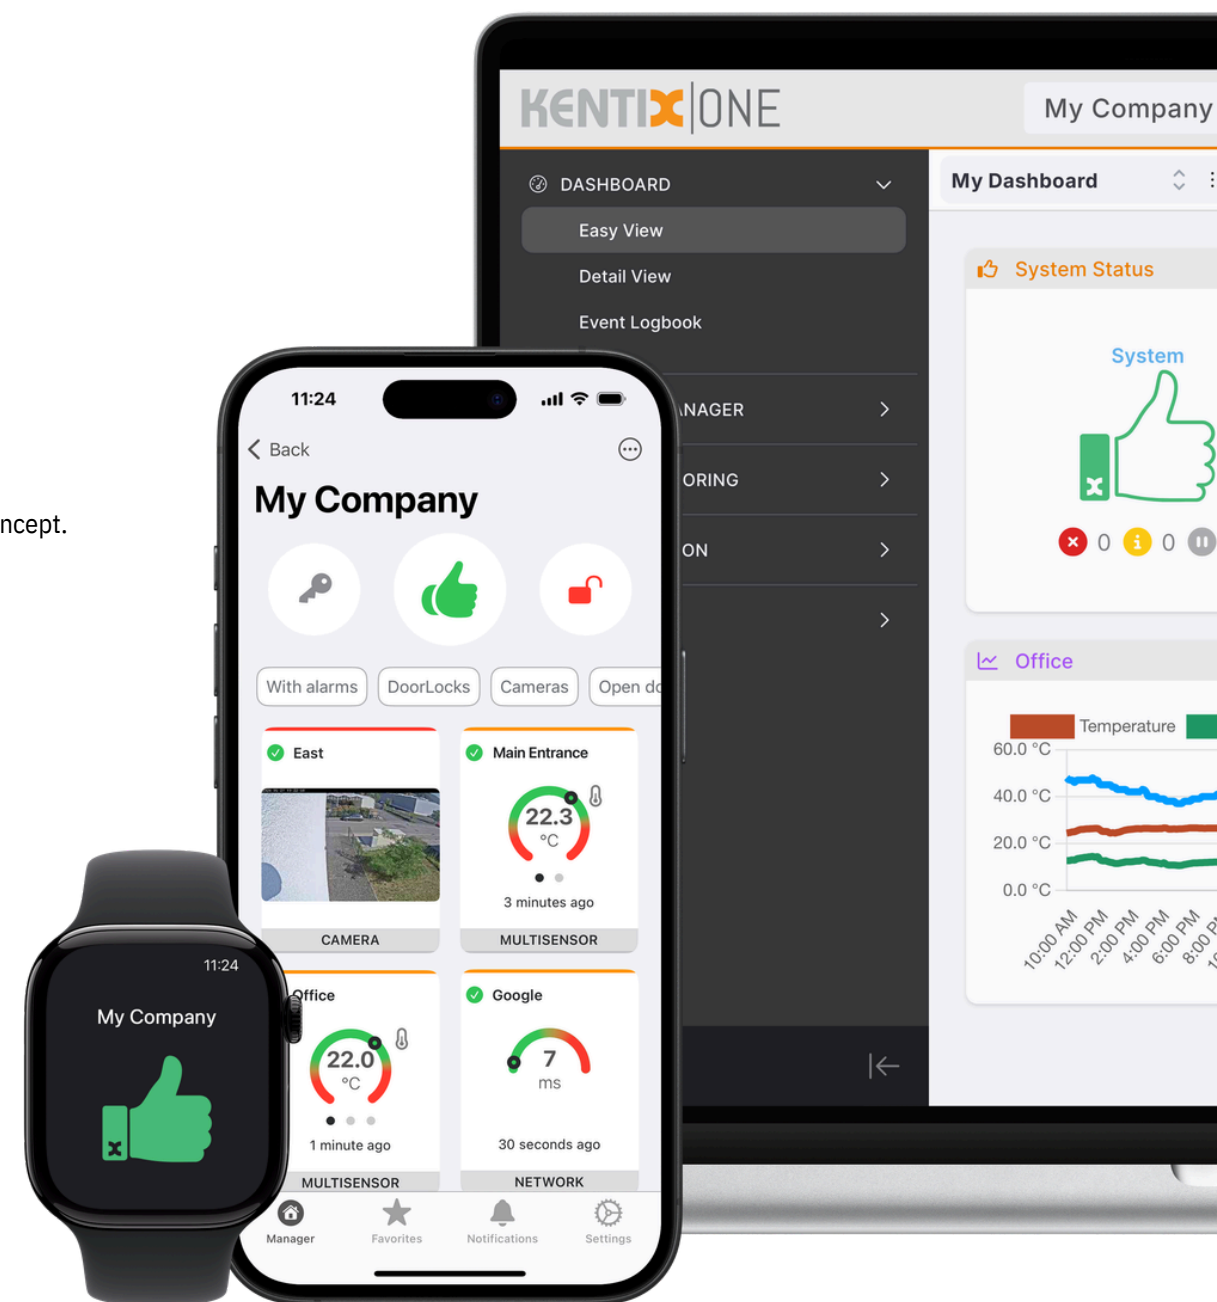 KENTIX|ONE
My Company
DASHBOARD
Easy View
Detail View
Event Logbook
My Dashboard
System Status
System
0
0
Office
Temperature
60.0 °C
40.0 °C
20.0 °C
0.0 °C
10:00 AM
12:00 PM
2:00 PM
4:00 PM
6:00 PM
ncept.
11:24
Back
My Company
With alarms
DoorLocks
Cameras
Open do
East
CAMERA
Main Entrance
22.3
°C
3 minutes ago
MULTISENSOR
Office
22.0
°C
1 minute ago
MULTISENSOR
Google
7
ms
30 seconds ago
NETWORK
Manager
Favorites
Notifications
Settings
NAGER
ORING
ON
11:24
My Company